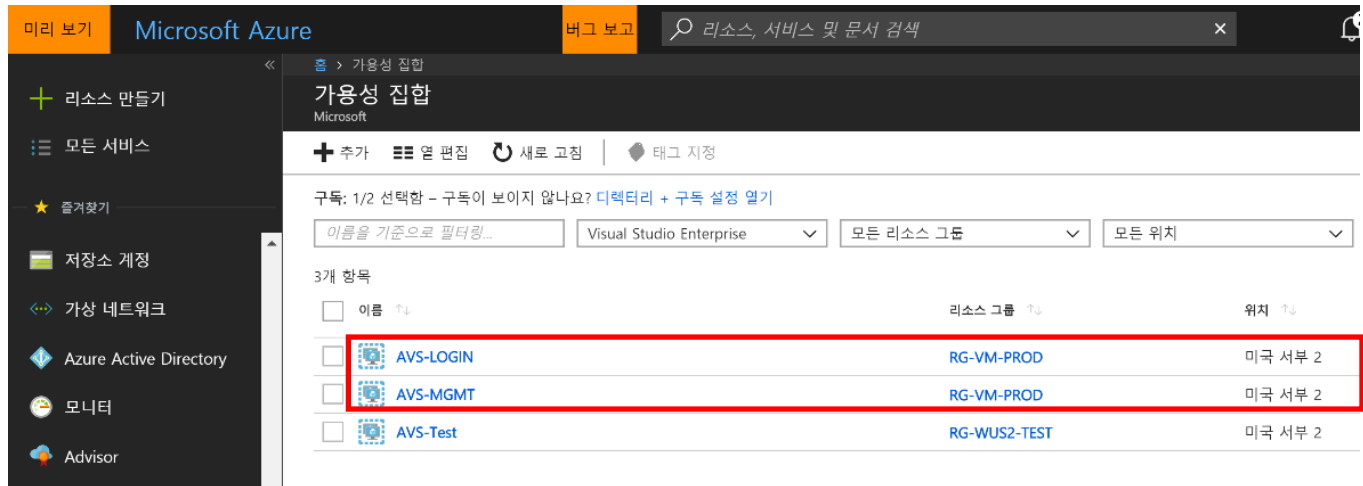 미리 보기
Microsoft Azure
버그 보고
리소스, 서비스 및 문서 검색
홈 > 가용성 집합
가용성 집합
Microsoft
리소스 만들기
모든 서비스
즐겨찾기
저장소 계정
가상 네트워크
Azure Active Directory
모니터
Advisor
추가 열 편집 새로 고침 태그 지정
구독: 1/2 선택함 – 구독이 보이지 않나요? 디렉터리 + 구독 설정 열기
이름을 기준으로 필터링... Visual Studio Enterprise 모든 리소스 그룹 모든 위치
3개 항목
이름 리소스 그룹 위치
AVS-LOGIN RG-VM-PROD 미국 서부 2
AVS-MGMT RG-VM-PROD 미국 서부 2
AVS-Test RG-WUS2-TEST 미국 서부 2